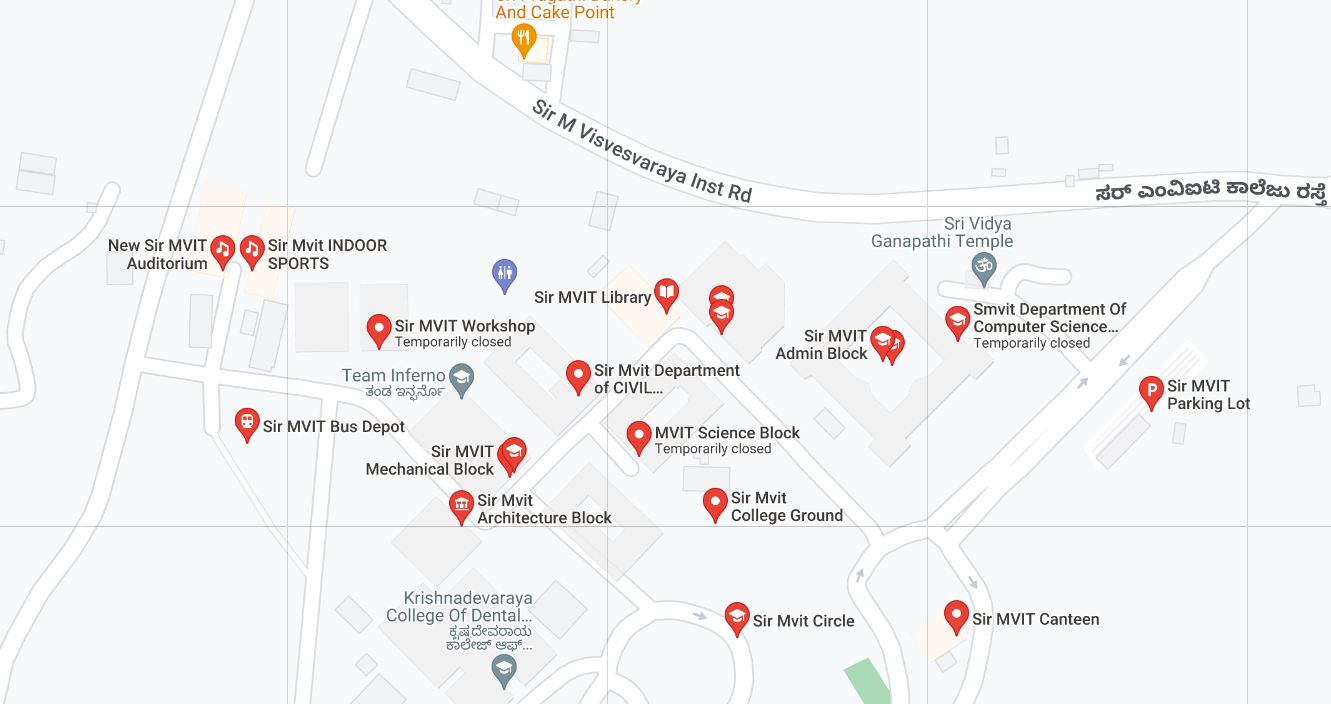 And Cake Point
Sir M Visvesvaraya Inst Rd
ಸರ್ ಎಂವಿಐಟಿ ಕಾಲೇಜು ರಸ್ತೆ
Sri Vidya
Ganapathi Temple
New Sir MVIT
Auditorium
Sir Mvit INDOOR
SPORTS
Sir MVIT Library
Smvit Department Of
Computer Science...
Temporarily closed
Sir MVIT Workshop
Temporarily closed
Sir MVIT
Admin Block
Team Inferno
ತಂಡ ಇನ್ಫರ್ನೊ
Sir Mvit Department
of CIVIL...
Sir MVIT
Parking Lot
Sir MVIT Bus Depot
MVIT Science Block
Temporarily closed
Sir MVIT
Mechanical Block
Sir Mvit
Architecture Block
Sir Mvit
College Ground
Krishnadevaraya
College Of Dental...
ಕೃಷ್ಣದೇವರಾಯ
ಕಾಲೇಜ್ ಆಫ್...
Sir Mvit Circle
Sir MVIT Canteen
P